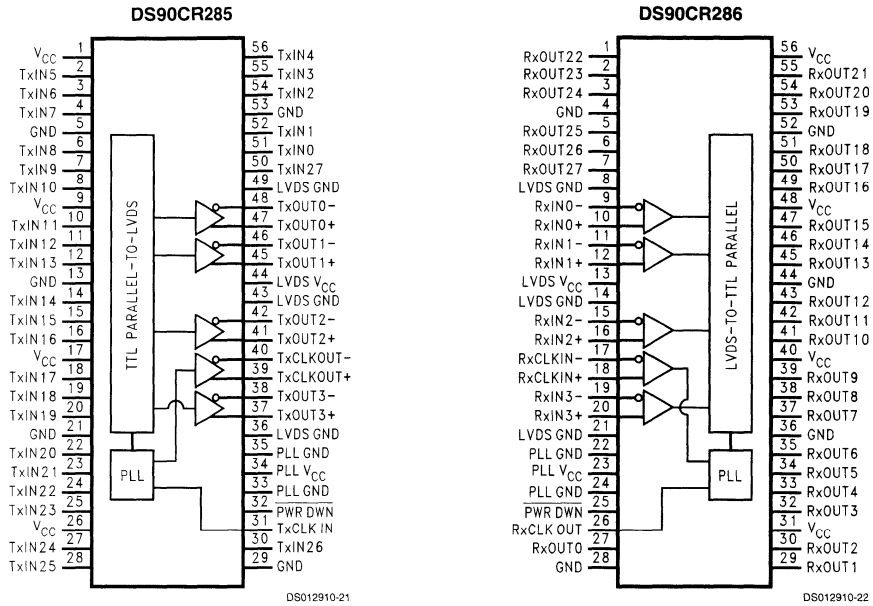 DS90CR285
DS90CR286
1 VCC
2 TxIN5
3 TxIN6
4 TxIN7
5 GND
6 TxIN8
7 TxIN9
8 TxIN10
9 VCC
10 TxIN11
11 TxIN12
12 TxIN13
13 GND
14 TxIN14
15 TxIN15
16 TxIN16
17 VCC
18 TxIN17
19 TxIN18
20 TxIN19
21 GND
22 TxIN20
23 TxIN21
24 TxIN22
25 TxIN23
26 VCC
27 TxIN24
28 TxIN25
TTL PARALLEL-TO-LVDS
PLL
56 TxIN4
55 TxIN3
54 TxIN2
53 GND
52 TxIN1
51 TxIN0
50 TxIN27
49 LVDS GND
48 TxOUT0-
47 TxOUT0+
46 TxOUT1-
45 TxOUT1+
44 LVDS VCC
43 LVDS GND
42 TxOUT2-
41 TxOUT2+
40 TxCLKOUT-
39 TxCLKOUT+
38 TxOUT3-
37 TxOUT3+
36 LVDS GND
35 PLL GND
34 PLL VCC
33 PLL GND
32 PWR DWN
31 TxCLK IN
30 TxIN26
29 GND
DS012910-21
1 RxOUT22
2 RxOUT23
3 RxOUT24
4 GND
5 RxOUT25
6 RxOUT26
7 RxOUT27
8 LVDS GND
9 RxIN0-
10 RxIN0+
11 RxIN1-
12 RxIN1+
13 LVDS VCC
14 LVDS GND
15 RxIN2-
16 RxIN2+
17 RxCLKIN-
18 RxCLKIN+
19 RxIN3-
20 RxIN3+
21 LVDS GND
22 PLL GND
23 PLL VCC
24 PLL GND
25 PWR DWN
26 RxCLK OUT
27 RxOUT0
28 GND
LVDS-TO-TTL PARALLEL
PLL
56 VCC
55 RxOUT21
54 RxOUT20
53 RxOUT19
52 GND
51 RxOUT18
50 RxOUT17
49 RxOUT16
48 VCC
47 RxOUT15
46 RxOUT14
45 RxOUT13
44 GND
43 RxOUT12
42 RxOUT11
41 RxOUT10
40 VCC
39 RxOUT9
38 RxOUT8
37 RxOUT7
36 GND
35 RxOUT6
34 RxOUT5
33 RxOUT4
32 RxOUT3
31 VCC
30 RxOUT2
29 RxOUT1
DS012910-22